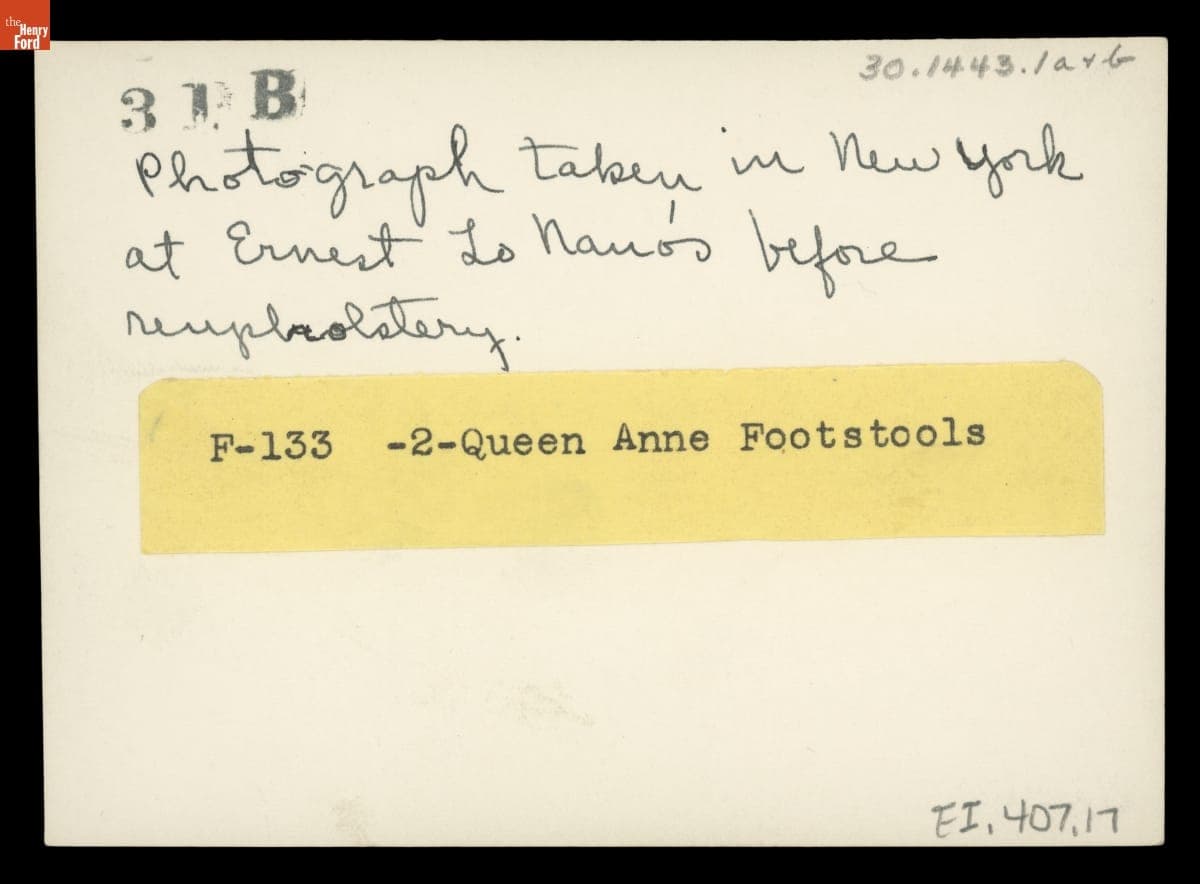 the
Henry
Ford
30.1443.1a+b
31B
Photograph taken in New York
at Ernest Lo Nano's before
reupholstery.
F-133 -2-Queen Anne Footstools
EI.407.17